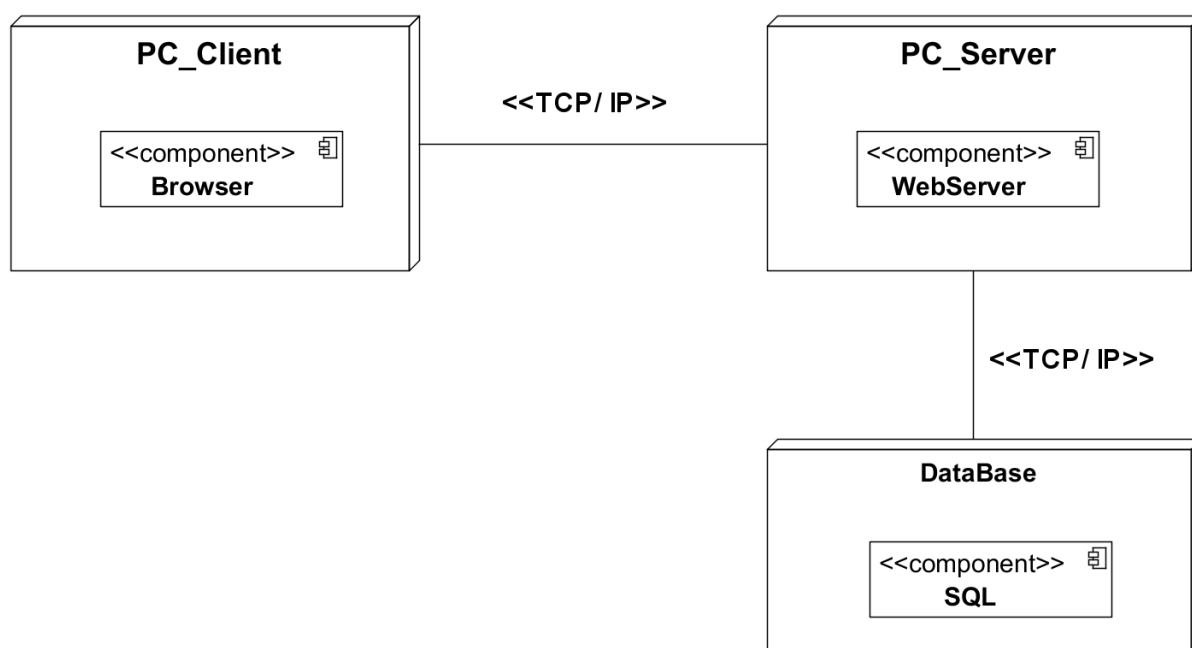 PC_Client
<<component>>
Browser
<<TCP/ IP>>
PC_Server
<<component>>
WebServer
<<TCP/ IP>>
DataBase
<<component>>
SQL